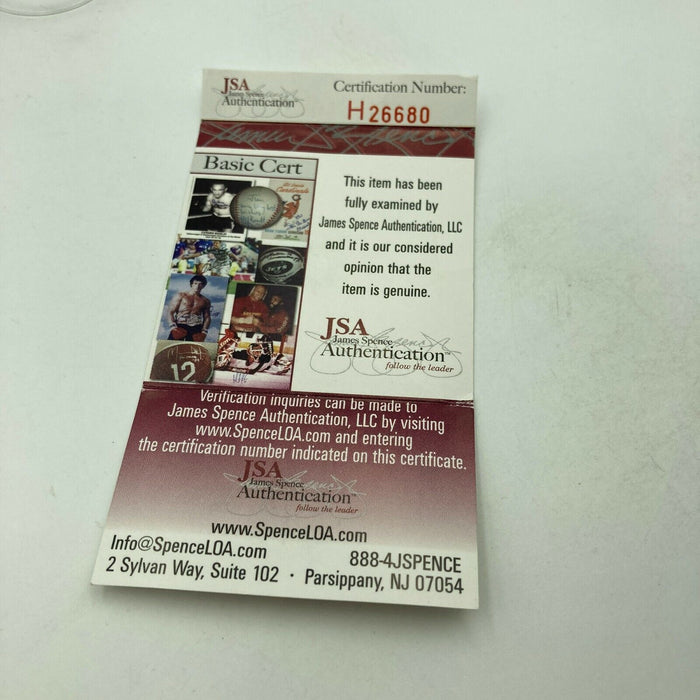 JSA
James Spence
Authentication
Certification Number:
H26680
Basic Cert
This item has been
fully examined by
James Spence Authentication, LLC
and it is our considered
opinion that the
item is genuine.
JSA
James Spence
Authentication™
follow the leader
12
Verification inquiries can be made to
James Spence Authentication, LLC by visiting
www.SpenceLOA.com and entering
the certification number indicated on this certificate.
JSA
James Spence
Authentication™
follow the leader
www.SpenceLOA.com
Info@SpenceLOA.com 888-4JSPENCE
2 Sylvan Way, Suite 102 · Parsippany, NJ 07054